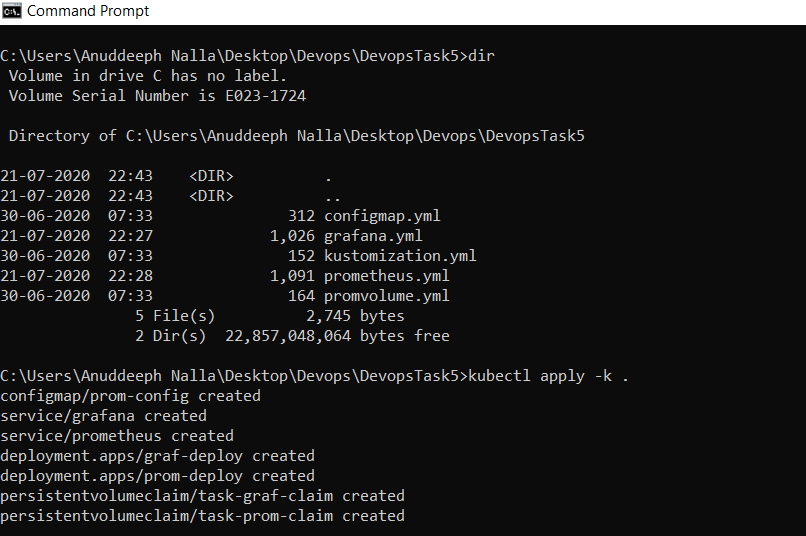 Command Prompt
C:\Users\Anuddeeph Nalla\Desktop\Devops\DevopsTask5>dir
 Volume in drive C has no label.
 Volume Serial Number is E023-1724
 Directory of C:\Users\Anuddeeph Nalla\Desktop\Devops\DevopsTask5
21-07-2020  22:43    <DIR>          .
21-07-2020  22:43    <DIR>          ..
30-06-2020  07:33               312 configmap.yml
21-07-2020  22:27             1,026 grafana.yml
30-06-2020  07:33               152 kustomization.yml
21-07-2020  22:28             1,091 prometheus.yml
30-06-2020  07:33               164 promvolume.yml
               5 File(s)          2,745 bytes
               2 Dir(s)  22,857,048,064 bytes free
C:\Users\Anuddeeph Nalla\Desktop\Devops\DevopsTask5>kubectl apply -k .
configmap/prom-config created
service/grafana created
service/prometheus created
deployment.apps/graf-deploy created
deployment.apps/prom-deploy created
persistentvolumeclaim/task-graf-claim created
persistentvolumeclaim/task-prom-claim created